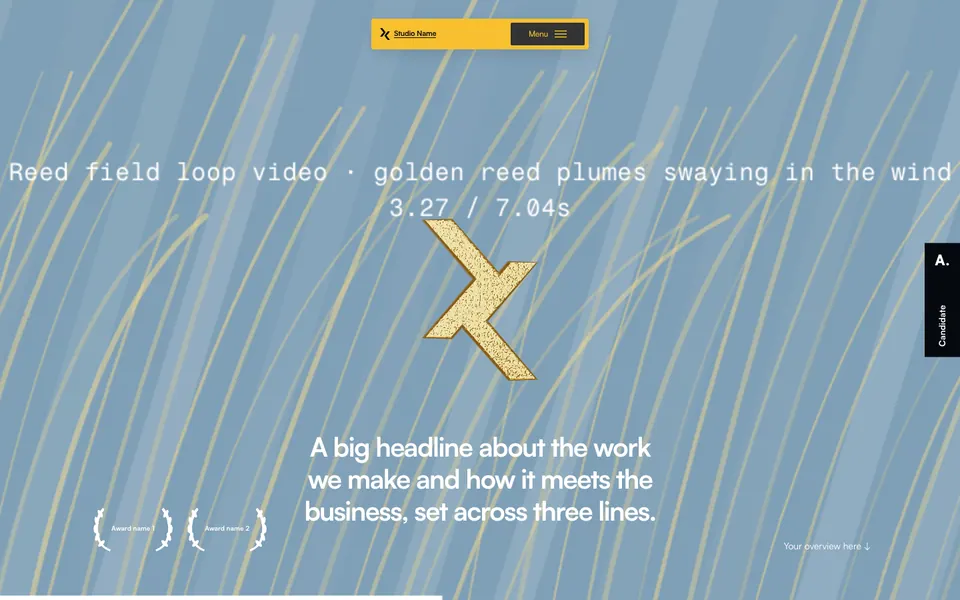 Studio Name
Menu
Reed field loop video · golden reed plumes swaying in the wind
3.27 / 7.04s
A.
Candidate
A big headline about the work
we make and how it meets the
business, set across three lines.
Award name 1
Award name 2
Your overview here ↓